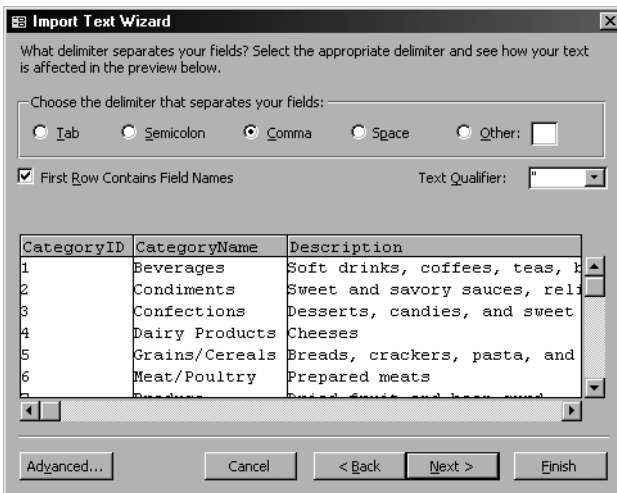 Import Text Wizard
What delimiter separates your fields? Select the appropriate delimiter and see how your text
is affected in the preview below.
Choose the delimiter that separates your fields:
Tab Semicolon Comma Space Other:
First Row Contains Field Names Text Qualifier: "
CategoryID CategoryName Description
1 Beverages Soft drinks, coffees, teas,
2 Condiments Sweet and savory sauces, reli
3 Confections Desserts, candies, and sweet
4 Dairy Products Cheeses
5 Grains/Cereals Breads, crackers, pasta, and
6 Meat/Poultry Prepared meats
Advanced... Cancel < Back Next > Finish